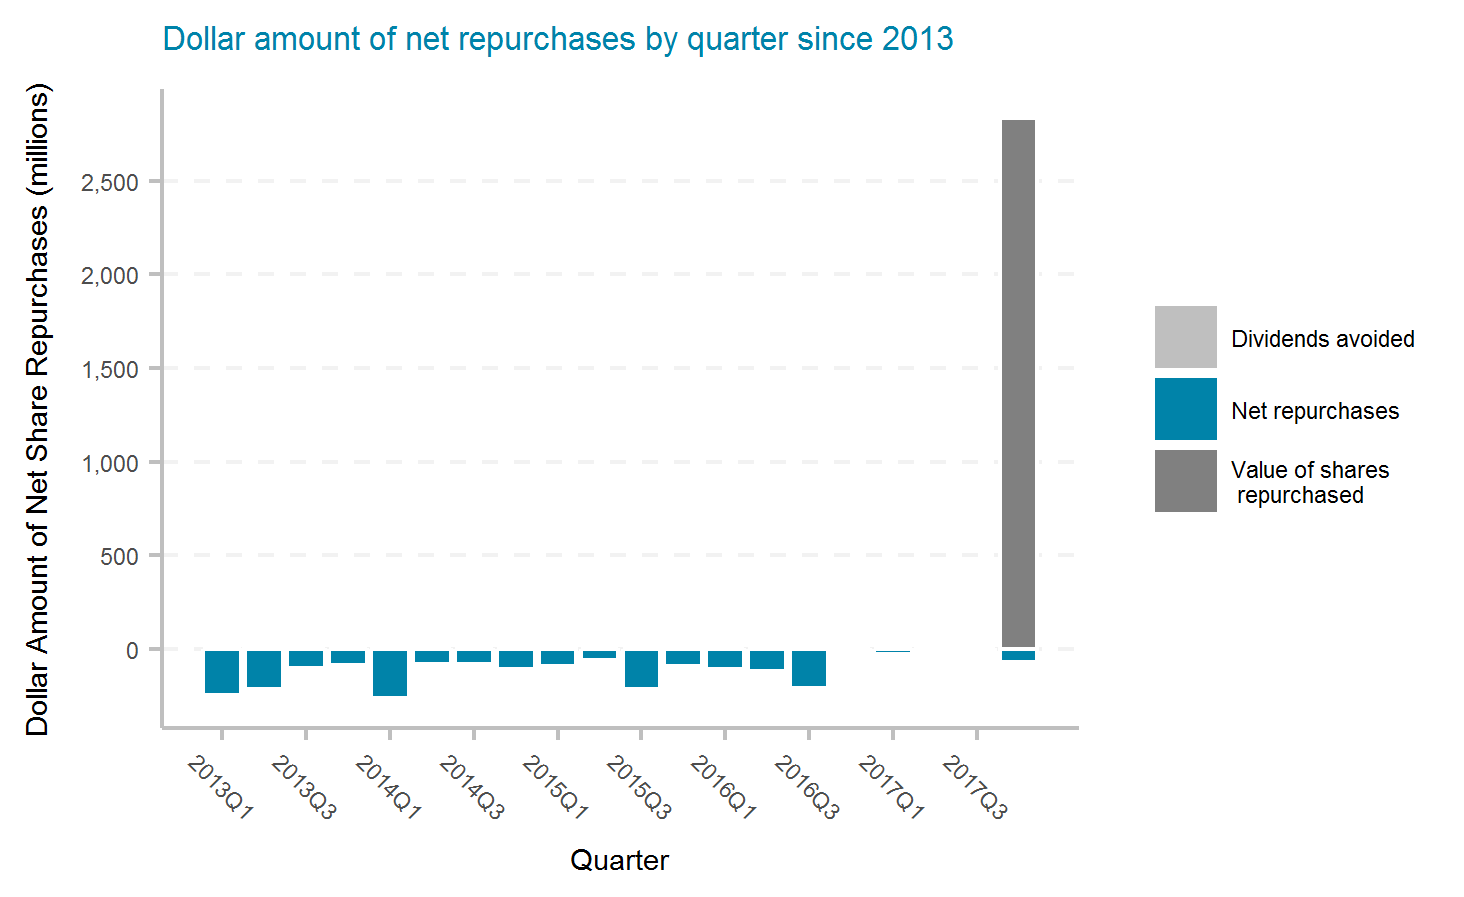 Dollar amount of net repurchases by quarter since 2013
Dollar Amount of Net Share Repurchases (millions)
2,500
2,000
1,500
1,000
500
0
2013Q1
2013Q3
2014Q1
2014Q3
2015Q1
2015Q3
2016Q1
2016Q3
2017Q1
2017Q3
Quarter
Dividends avoided
Net repurchases
Value of shares
repurchased